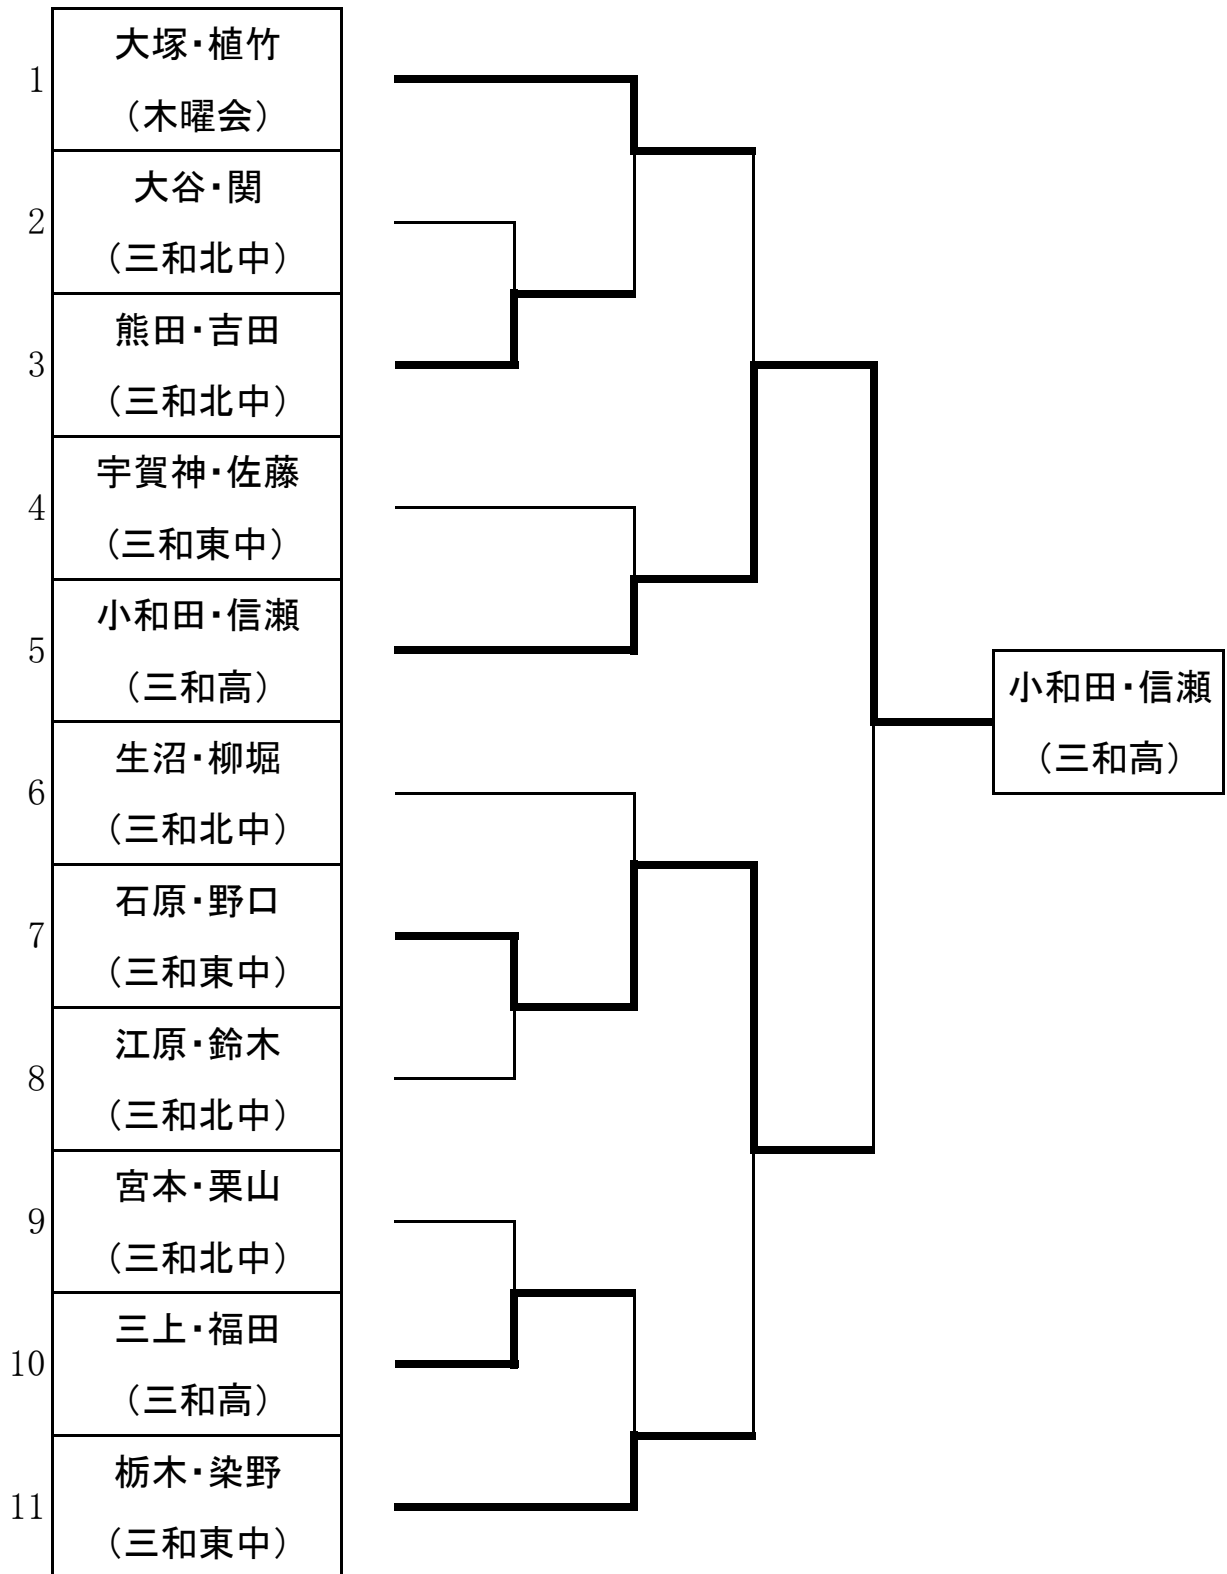 1
大塚・植竹
（木曜会）
2
大谷・関
（三和北中）
3
熊田・吉田
（三和北中）
4
宇賀神・佐藤
（三和東中）
5
小和田・信瀬
（三和高）
6
生沼・柳堀
（三和北中）
7
石原・野口
（三和東中）
8
江原・鈴木
（三和北中）
9
宮本・栗山
（三和北中）
10
三上・福田
（三和高）
11
栃木・染野
（三和東中）
小和田・信瀬
（三和高）